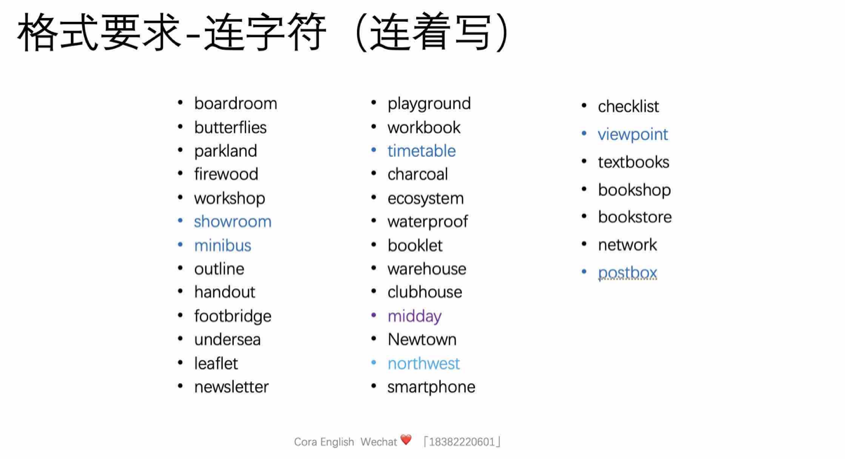 格式要求-连字符（连着写）
• boardroom
• butterflies
• parkland
• firewood
• workshop
• showroom
• minibus
• outline
• handout
• footbridge
• undersea
• leaflet
• newsletter
• playground
• workbook
• timetable
• charcoal
• ecosystem
• waterproof
• booklet
• warehouse
• clubhouse
• midday
• Newtown
• northwest
• smartphone
• checklist
• viewpoint
• textbooks
• bookshop
• bookstore
• network
• postbox
Cora English Wechat ❤️ 「18382220601」